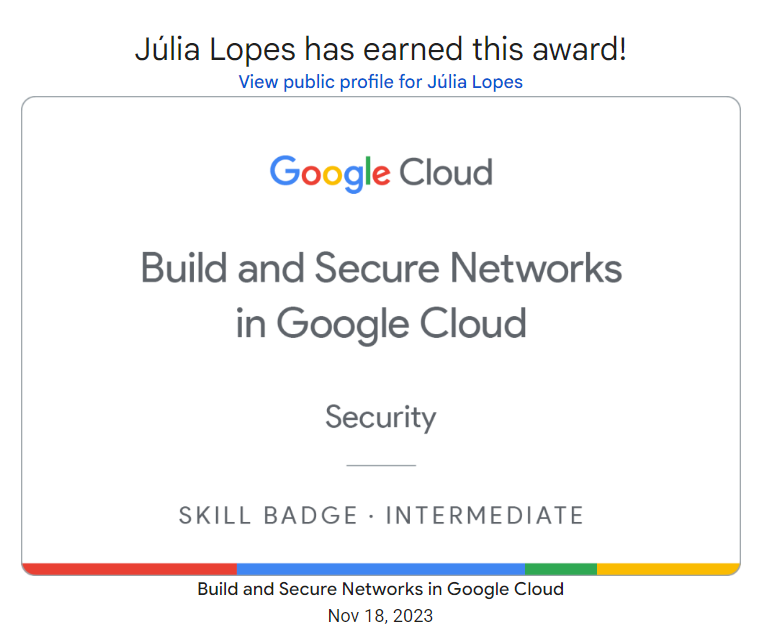 Júlia Lopes has earned this award!
View public profile for Júlia Lopes
Google Cloud
Build and Secure Networks
in Google Cloud
Security
SKILL BADGE · INTERMEDIATE
Build and Secure Networks in Google Cloud
Nov 18, 2023